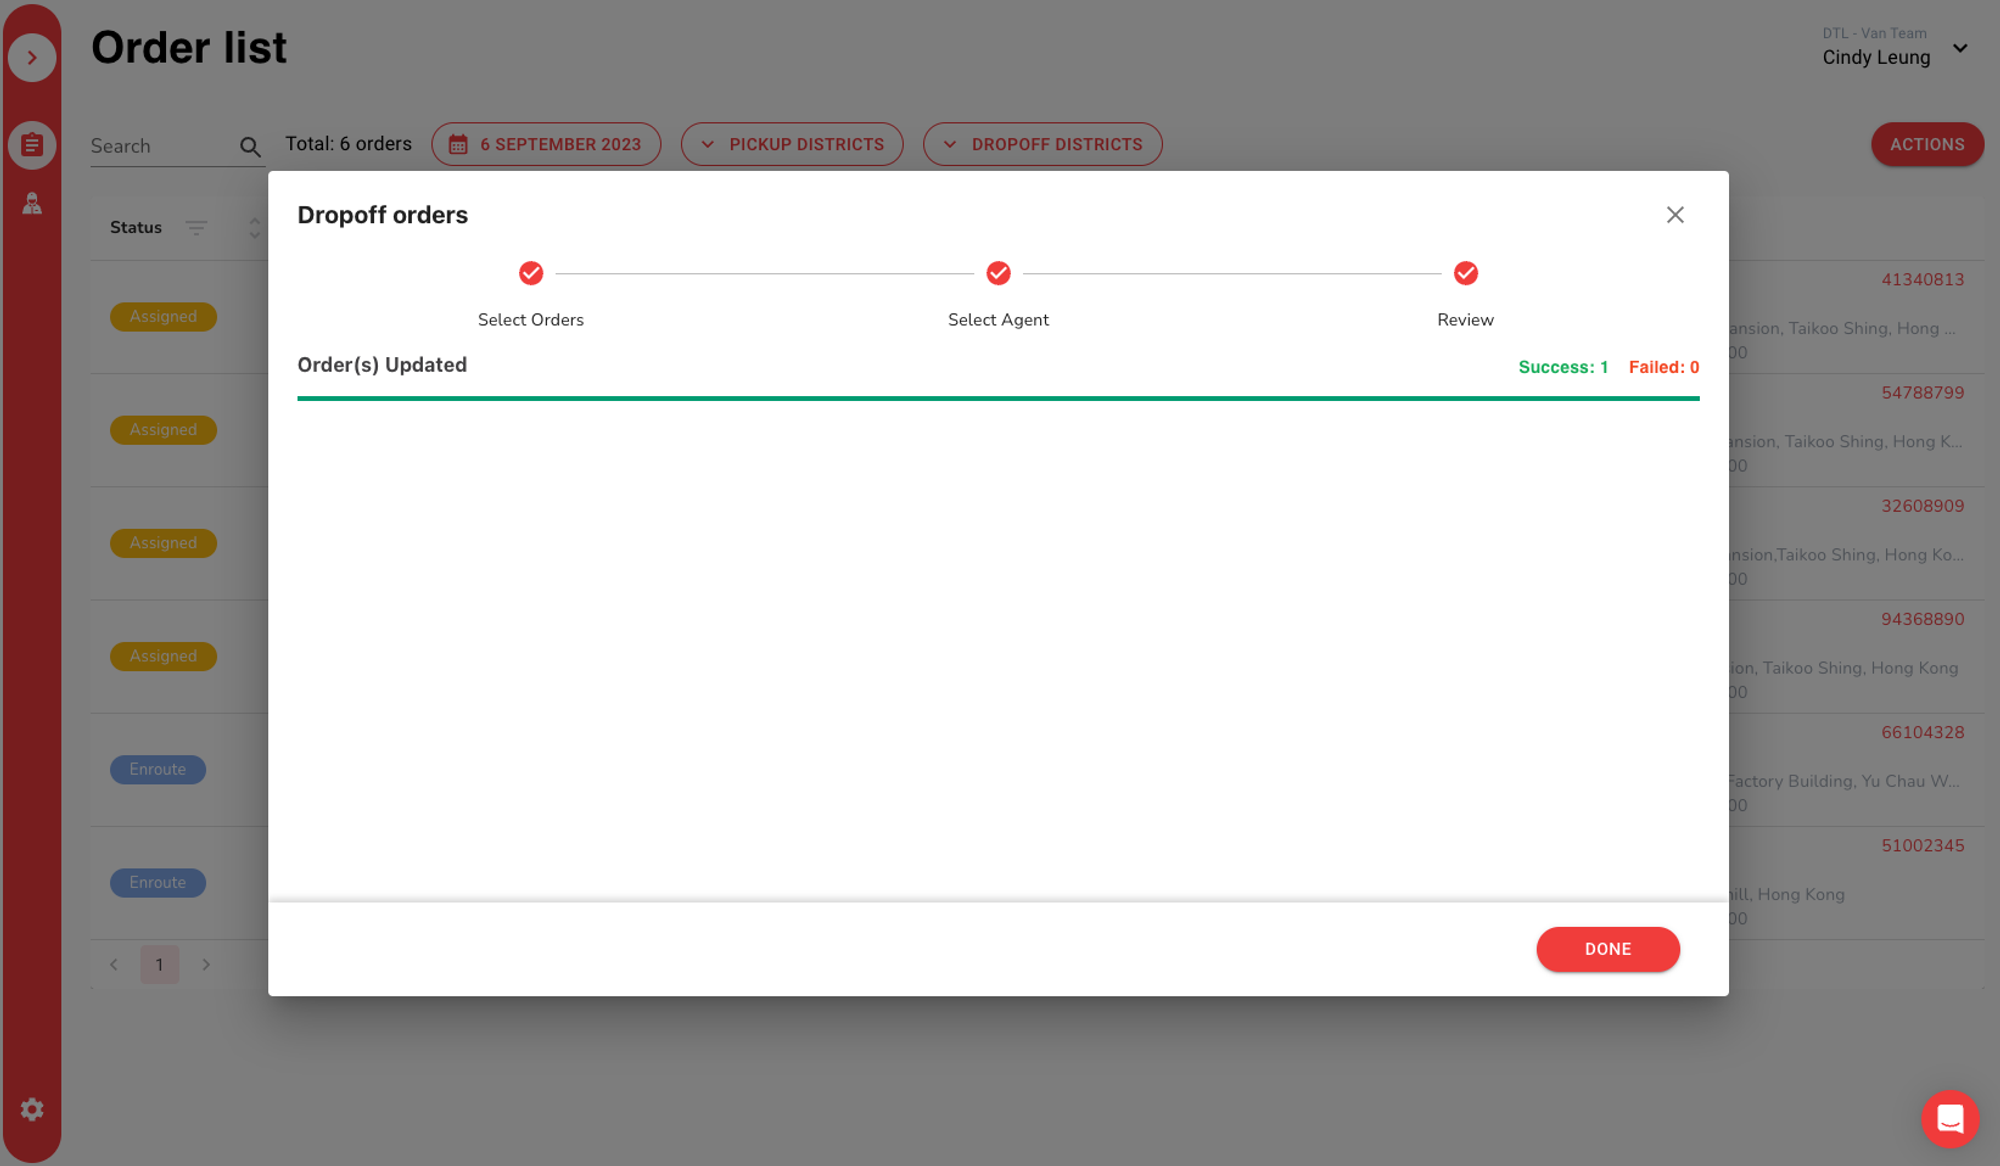 Order list
DTL - Van Team
Cindy Leung
Search
Total: 6 orders
6 SEPTEMBER 2023
PICKUP DISTRICTS
DROPOFF DISTRICTS
ACTIONS
Dropoff orders
Select Orders
Select Agent
Review
Order(s) Updated
Success: 1
Failed: 0
DONE
Status
Assigned
41340813
ansion, Taikoo Shing, Hong ...
00
Assigned
54788799
ansion, Taikoo Shing, Hong K...
00
Assigned
32608909
nsion,Taikoo Shing, Hong Ko...
00
Assigned
94368890
ion, Taikoo Shing, Hong Kong
00
Enroute
66104328
Factory Building, Yu Chau W...
00
Enroute
51002345
hill, Hong Kong
00
1